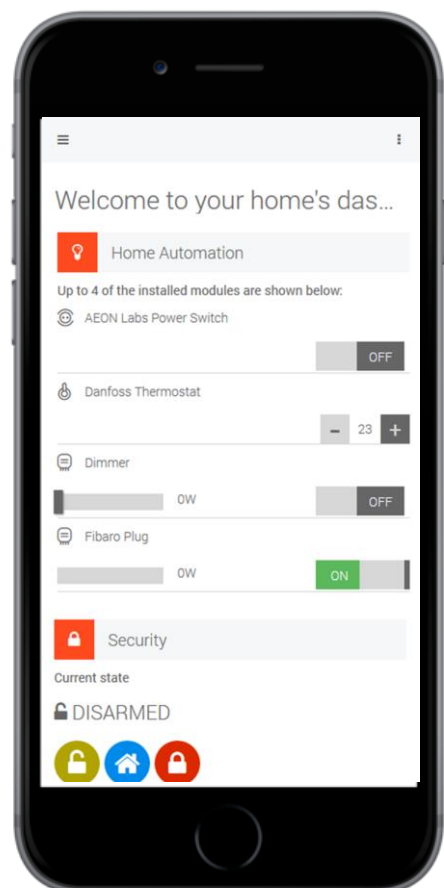 Welcome to your home's das...
Home Automation
Up to 4 of the installed modules are shown below:
AEON Labs Power Switch
OFF
Danfoss Thermostat
– 23 +
Dimmer
0W OFF
Fibaro Plug
0W ON
Security
Current state
DISARMED